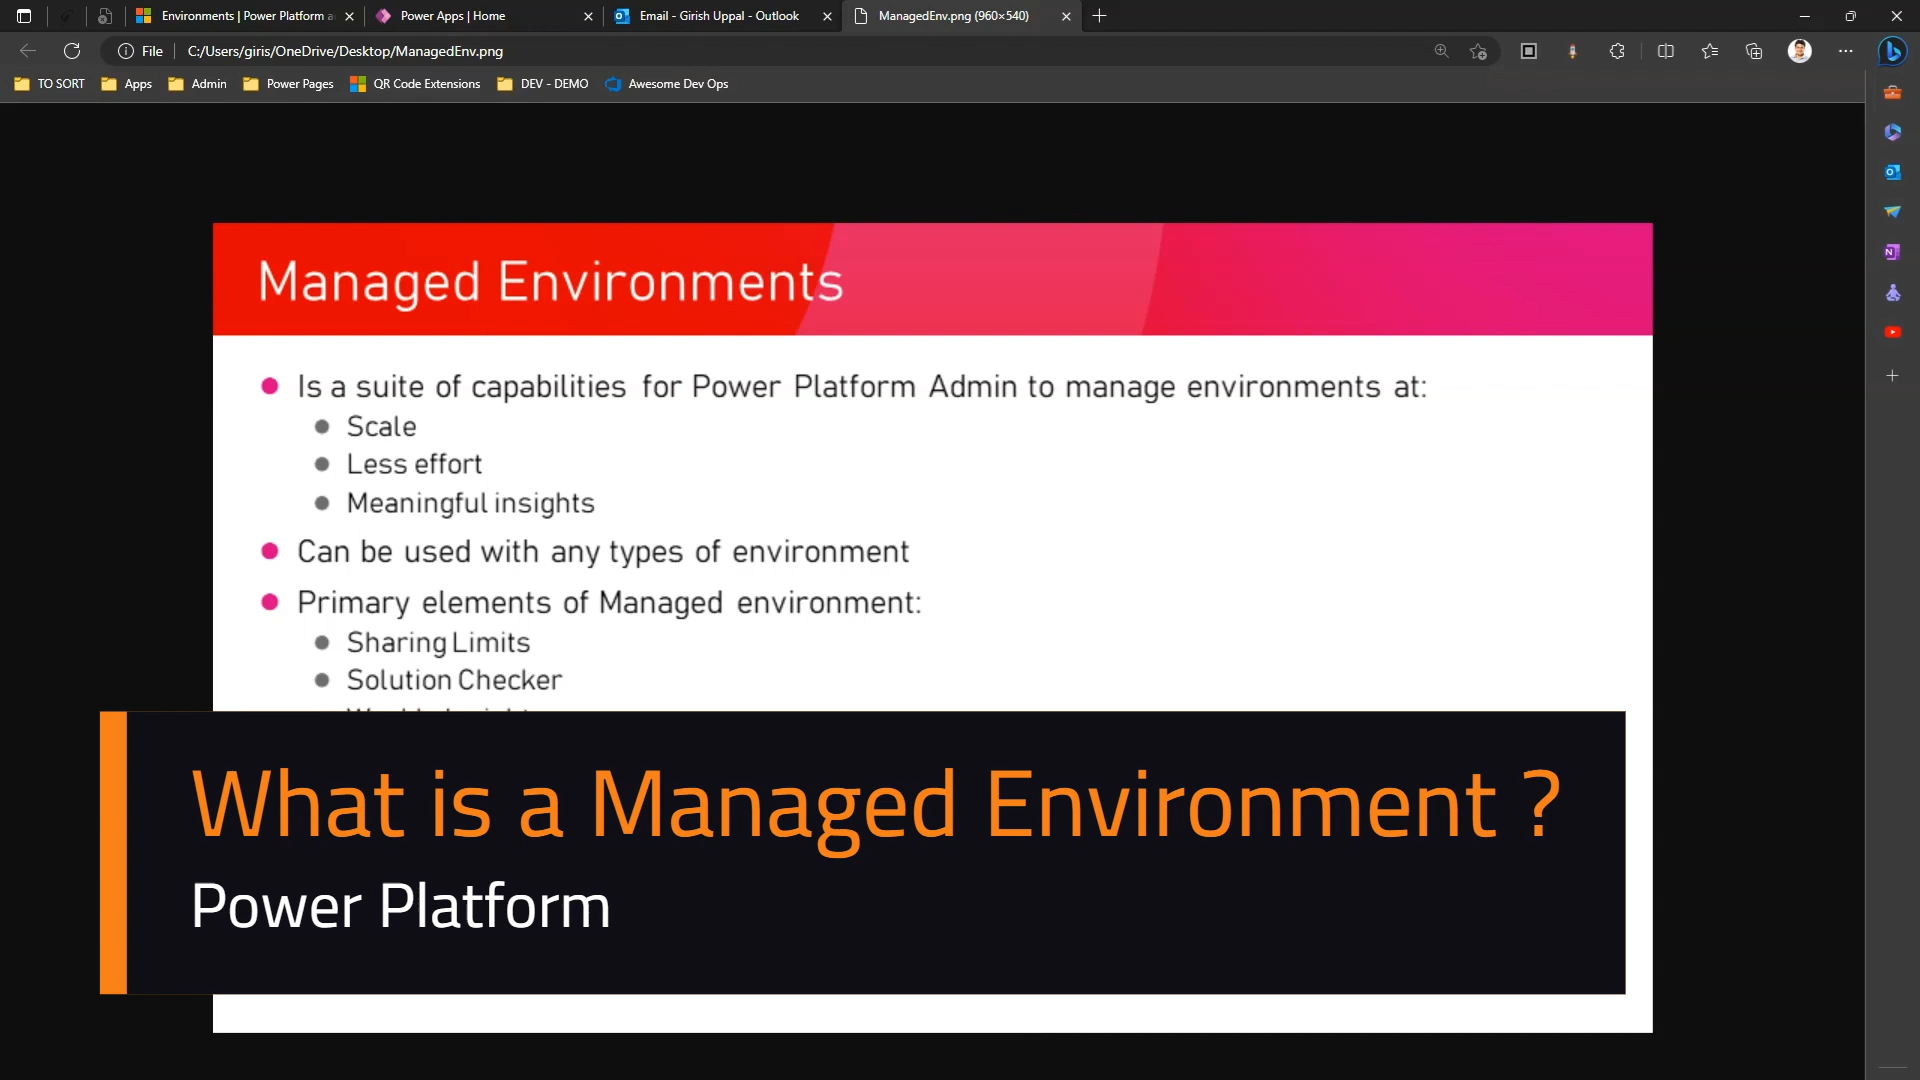 Environments | Power Platform a
Power Apps | Home
Email - Girish Uppal - Outlook
ManagedEnv.png (960×540)
File
C:/Users/giris/OneDrive/Desktop/ManagedEnv.png
TO SORT
Apps
Admin
Power Pages
QR Code Extensions
DEV - DEMO
Awesome Dev Ops
Managed Environments
Is a suite of capabilities for Power Platform Admin to manage environments at:
Scale
Less effort
Meaningful insights
Can be used with any types of environment
Primary elements of Managed environment:
Sharing Limits
Solution Checker
What is a Managed Environment ?
Power Platform